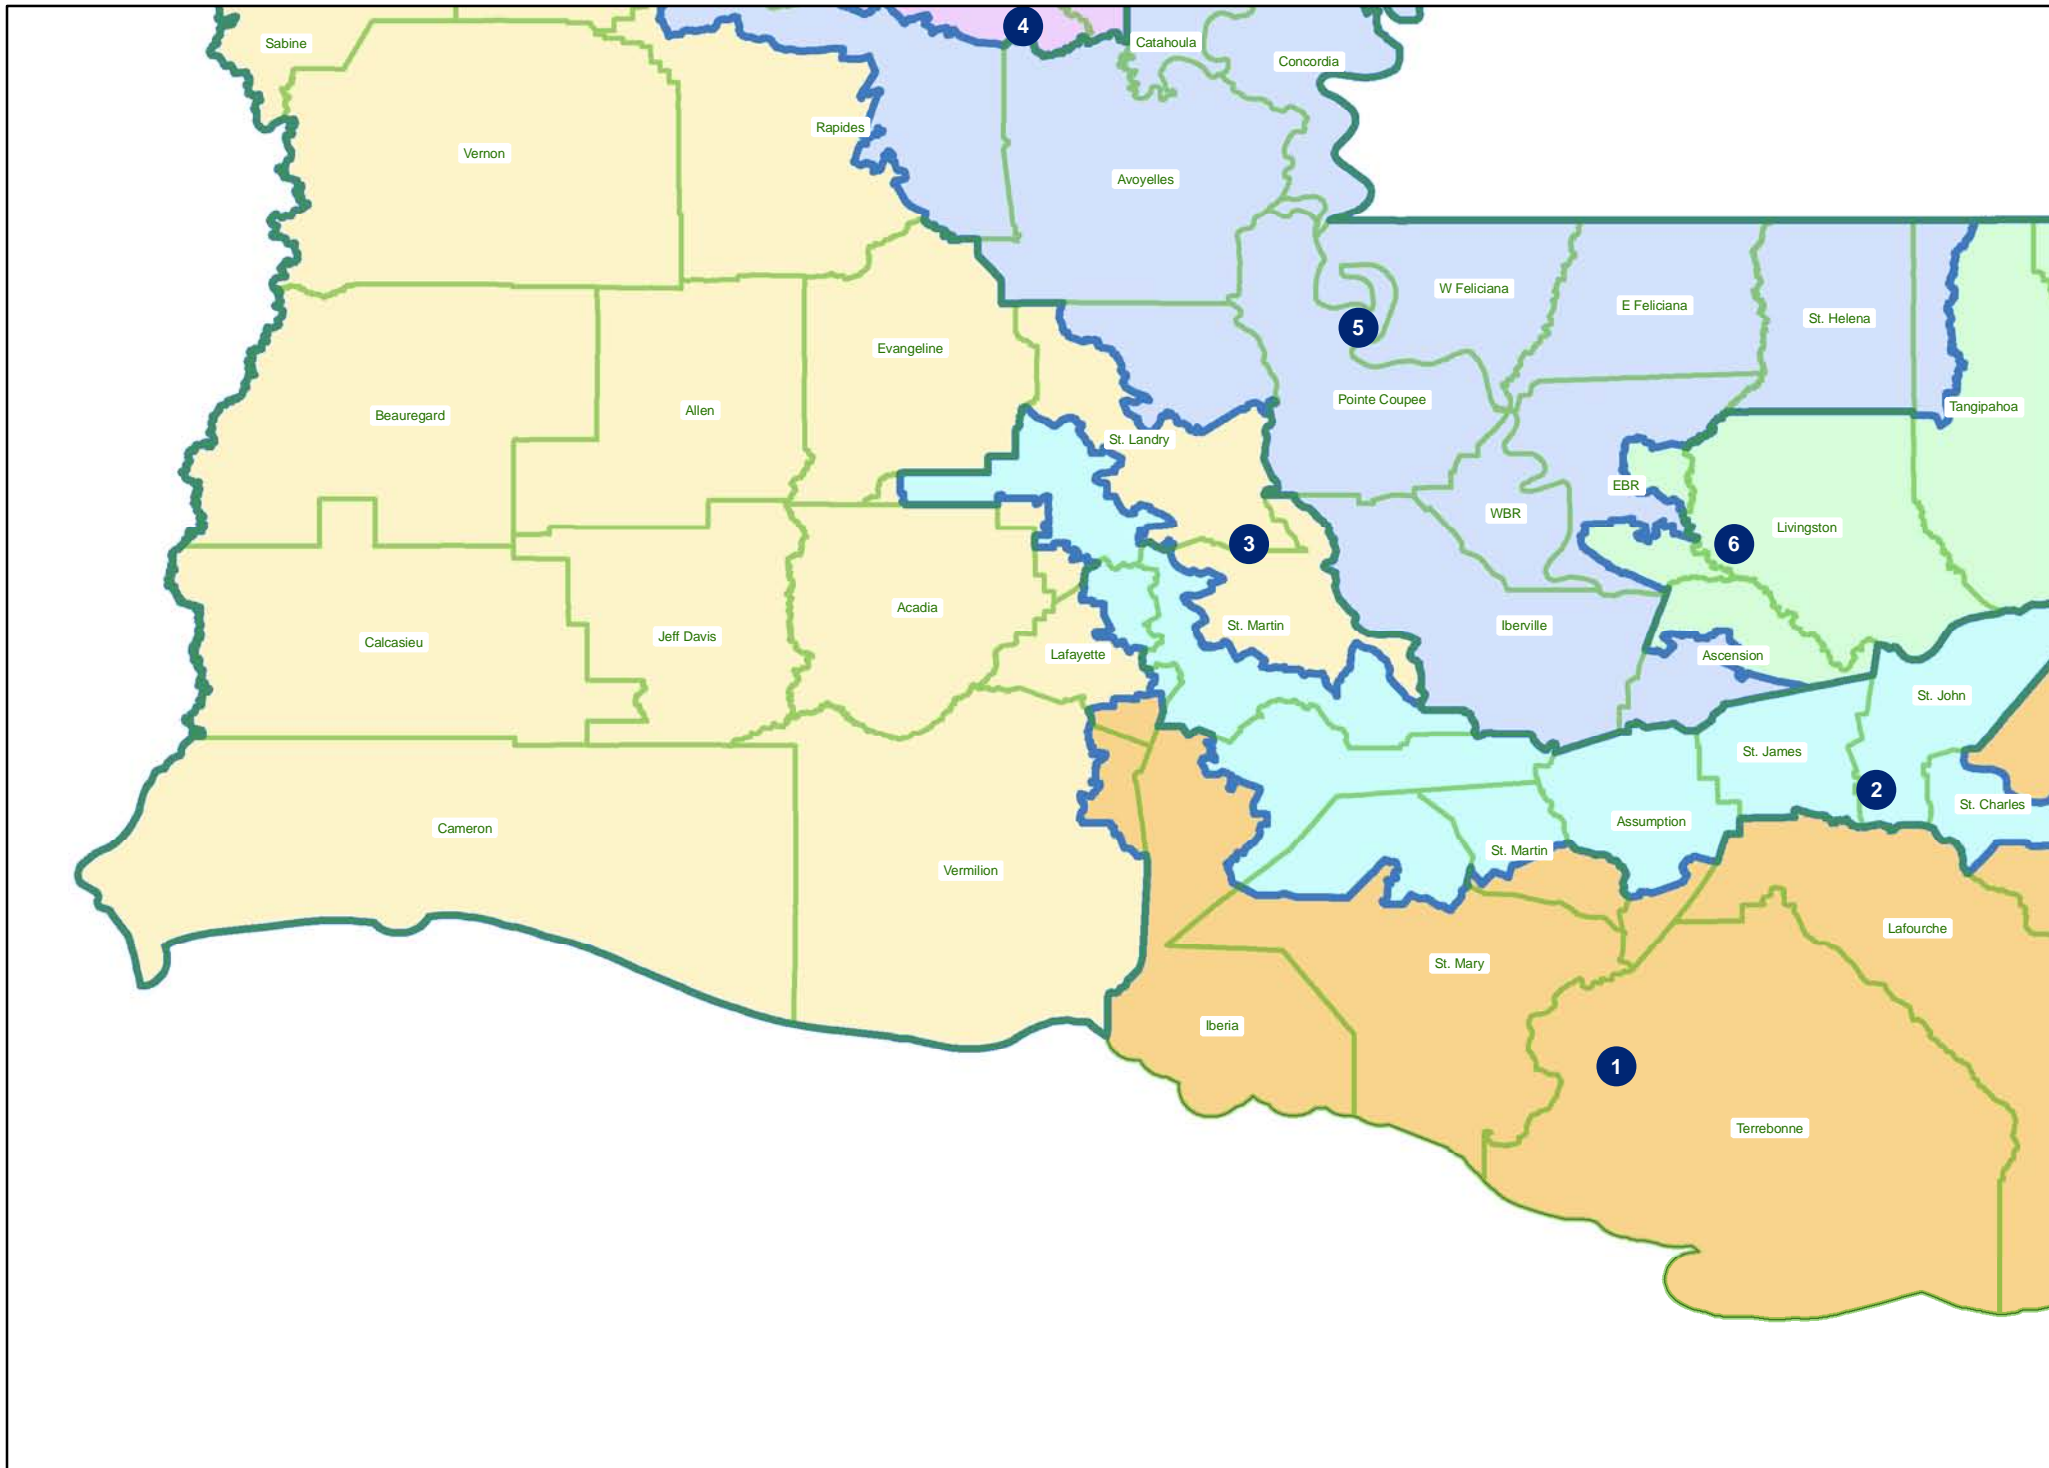 4
Sabine
Catahoula
Concordia
Rapides
Vernon
Avoyelles
W Feliciana
E Feliciana
St. Helena
5
Evangeline
Pointe Coupee
Tangipahoa
Allen
Beauregard
St. Landry
EBR
WBR
Livingston
3
6
Acadia
St. Martin
Iberville
Jeff Davis
Calcasieu
Lafayette
Ascension
St. John
St. James
2
St. Charles
Assumption
Cameron
St. Martin
Vermilion
Lafourche
St. Mary
Iberia
1
Terrebonne